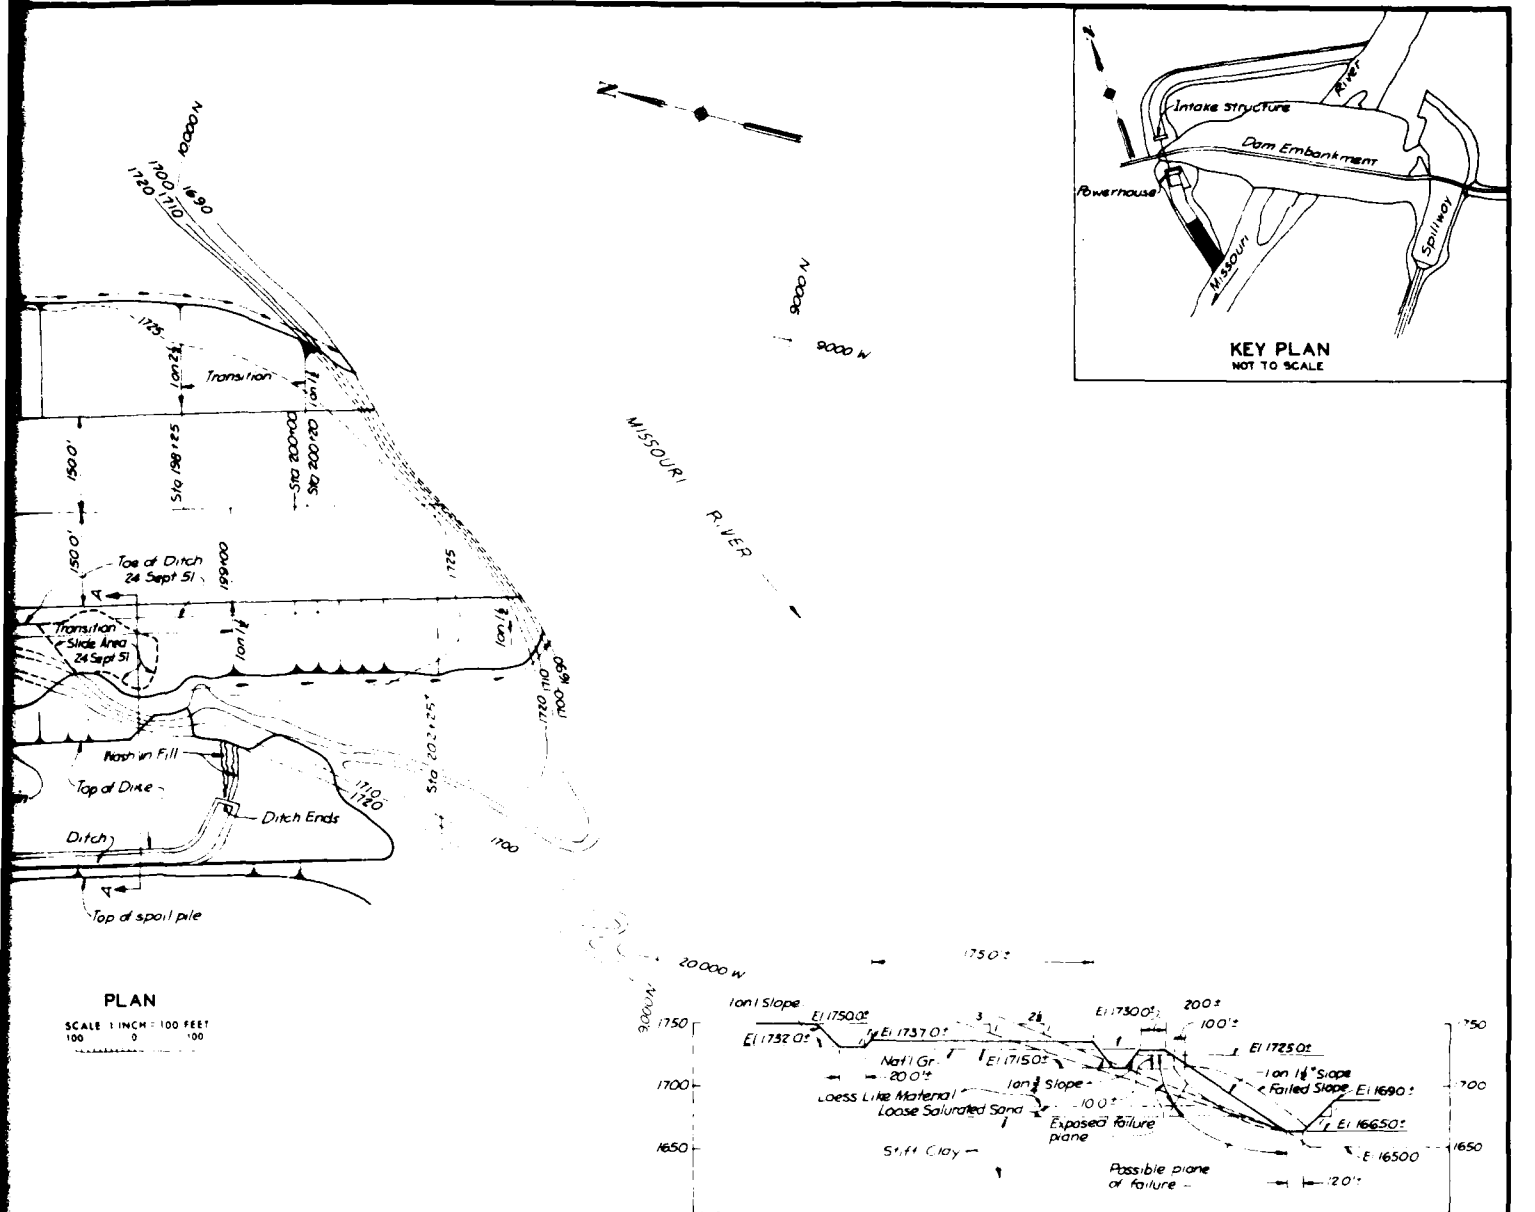 N
10,000 N
1700
1690
1720
1710
1725
1 on 2½
Transition
1 on 1½
Sta 198+25
Sta 200+00
Sta 200+20
150.0'
150.0'
Toe of Ditch
24 Sept 51
199+00
1725
A
Transition
Slide Area
24 Sept 51
1 on 1½
1 on 1½
1720
1710
1700
1690
Sta 202+25±
Wash in Fill
Top of Dike
1710
1720
Ditch Ends
Ditch
1700
A
Top of spoil pile
PLAN
SCALE 1 INCH = 100 FEET
100 0 100
9000 N
9000 W
MISSOURI
RIVER
20 000 W
9,000 N
N
River
Intake Structure
Dam Embankment
Powerhouse
Spillway
Missouri
KEY PLAN
NOT TO SCALE
175.0'±
1 on 1 Slope
El 1750.0±
El 1730.0±
20.0±
10.0'±
3
2½
1750
El 1732.0±
El 1737.0±
1750
El 1725.0±
Nat'l Gr.
El 1715.0±
20.0'±
1 on 1½ Slope
Failed Slope
1700
Slope
El 1690±
1700
Loess Like Material
Loose Saturated Sand
10.0±
Exposed failure
plane
El 1665.0±
1650
Stiff Clay
El 1650.0
1650
Possible plane
of failure
12.0'±